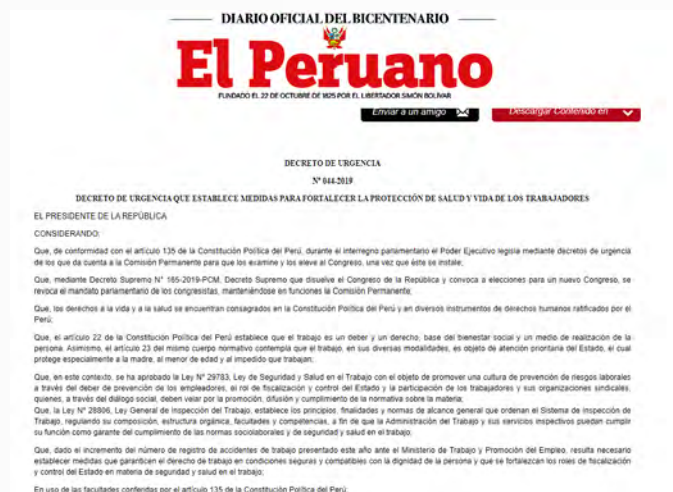 DIARIO OFICIAL DEL BICENTENARIO
El Peruano
FUNDADO EL 22 DE OCTUBRE DE 1825 POR EL LIBERTADOR SIMÓN BOLÍVAR
Enviar a un amigo
Descargar Contenido en
DECRETO DE URGENCIA
Nº 044-2019
DECRETO DE URGENCIA QUE ESTABLECE MEDIDAS PARA FORTALECER LA PROTECCIÓN DE SALUD Y VIDA DE LOS TRABAJADORES
EL PRESIDENTE DE LA REPÚBLICA
CONSIDERANDO:
Que, de conformidad con el artículo 135 de la Constitución Política del Perú, durante el interregno parlamentario el Poder Ejecutivo legisla mediante decretos de urgencia
de los que da cuenta a la Comisión Permanente para que los examine y los eleve al Congreso, una vez que éste se instale;
Que, mediante Decreto Supremo Nº 165-2019-PCM, Decreto Supremo que disuelve el Congreso de la República y convoca a elecciones para un nuevo Congreso, se
revoca el mandato parlamentario de los congresistas, manteniéndose en funciones la Comisión Permanente;
Que, los derechos a la vida y a la salud se encuentran consagrados en la Constitución Política del Perú y en diversos instrumentos de derechos humanos ratificados por el
Perú;
Que, el artículo 22 de la Constitución Política del Perú establece que el trabajo es un deber y un derecho, base del bienestar social y un medio de realización de la
persona. Asimismo, el artículo 23 del mismo cuerpo normativo contempla que el trabajo, en sus diversas modalidades, es objeto de atención prioritaria del Estado, el cual
protege especialmente a la madre, al menor de edad y al impedido que trabajan;
Que, en este contexto, se ha aprobado la Ley Nº 29783, Ley de Seguridad y Salud en el Trabajo con el objeto de promover una cultura de prevención de riesgos laborales
a través del deber de prevención de los empleadores, el rol de fiscalización y control del Estado y la participación de los trabajadores y sus organizaciones sindicales,
quienes, a través del diálogo social, deben velar por la promoción, difusión y cumplimiento de la normativa sobre la materia;
Que, la Ley Nº 28806, Ley General de Inspección del Trabajo, establece los principios, finalidades y normas de alcance general que ordenan el Sistema de Inspección de
Trabajo, regulando su composición, estructura orgánica, facultades y competencias, a fin de que la Administración del Trabajo y sus servicios inspectivos puedan cumplir
su función como garante del cumplimiento de las normas sociolaborales y de seguridad y salud en el trabajo;
Que, dado el incremento del número de registro de accidentes de trabajo presentado este año ante el Ministerio de Trabajo y Promoción del Empleo, resulta necesario
establecer medidas que garanticen el derecho de trabajo en condiciones seguras y compatibles con la dignidad de la persona y que se fortalezcan los roles de fiscalización
y control del Estado en materia de seguridad y salud en el trabajo;
En uso de las facultades conferidas por el artículo 135 de la Constitución Política del Perú;